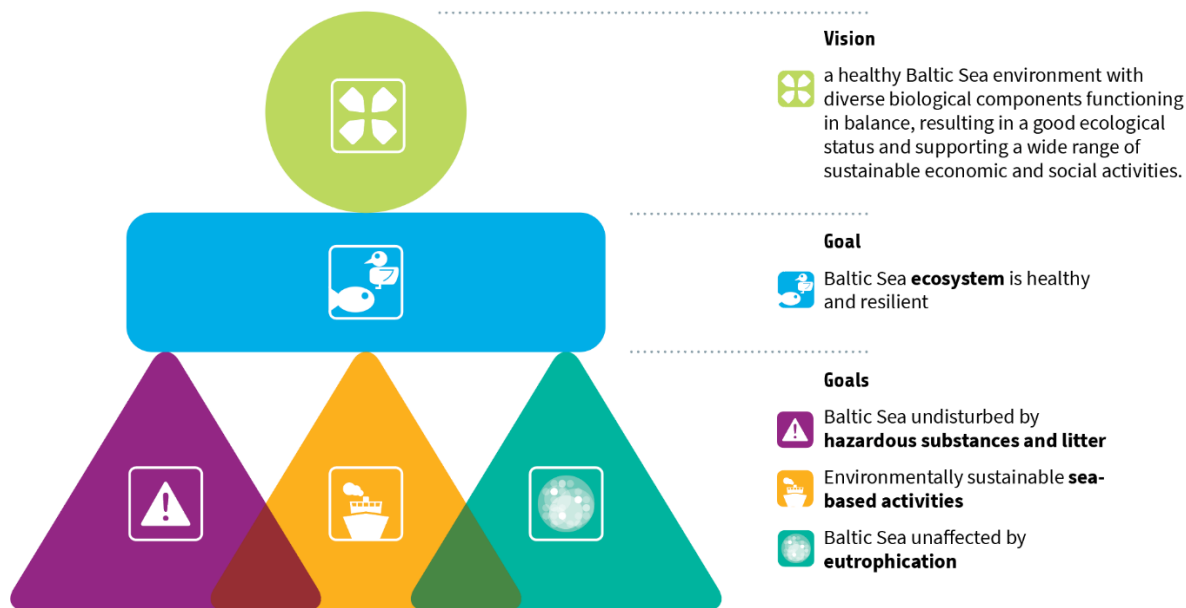 Vision
a healthy Baltic Sea environment with
diverse biological components functioning
in balance, resulting in a good ecological
status and supporting a wide range of
sustainable economic and social activities.
Goal
Baltic Sea ecosystem is healthy
and resilient
Goals
Baltic Sea undisturbed by
hazardous substances and litter
Environmentally sustainable sea-
based activities
Baltic Sea unaffected by
eutrophication